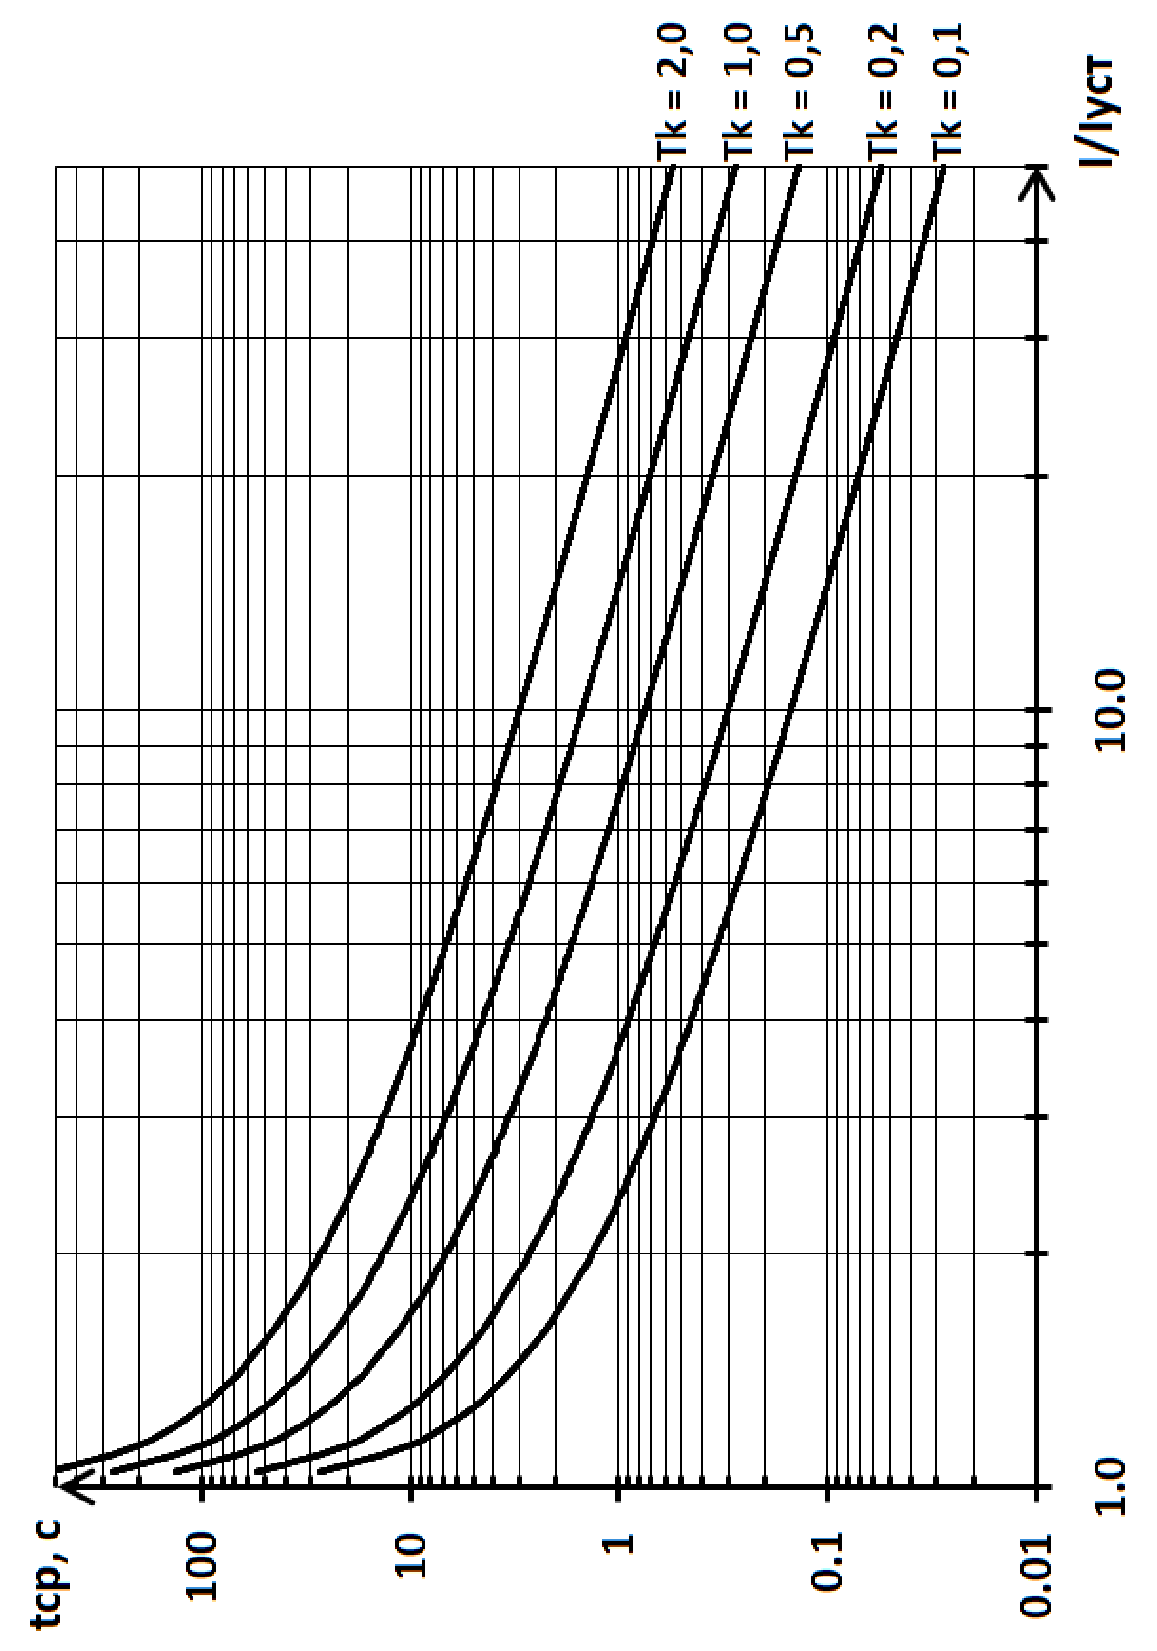 tср, с
100
10
1
0.1
0.01
1.0
10.0
I/Iуст
Tk = 2,0
Tk = 1,0
Tk = 0,5
Tk = 0,2
Tk = 0,1